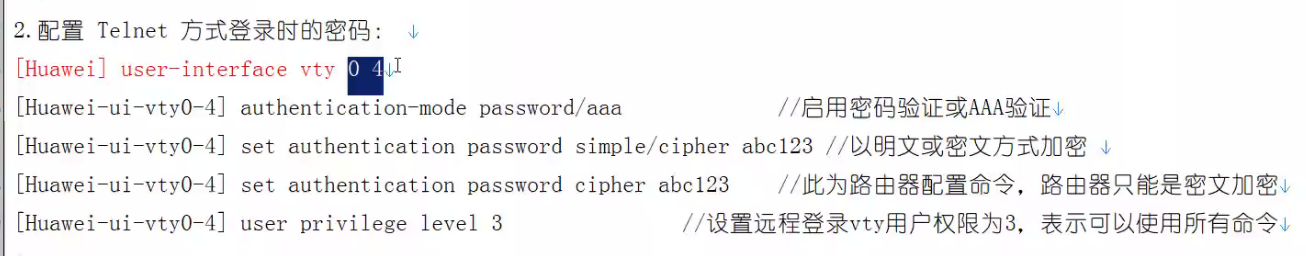 2.配置 Telnet 方式登录时的密码: ↓
[Huawei] user-interface vty 0 4↓
[Huawei-ui-vty0-4] authentication-mode password/aaa //启用密码验证或AAA验证↓
[Huawei-ui-vty0-4] set authentication password simple/cipher abc123 //以明文或密文方式加密 ↓
[Huawei-ui-vty0-4] set authentication password cipher abc123 //此为路由器配置命令，路由器只能是密文加密↓
[Huawei-ui-vty0-4] user privilege level 3 //设置远程登录vty用户权限为3，表示可以使用所有命令↓